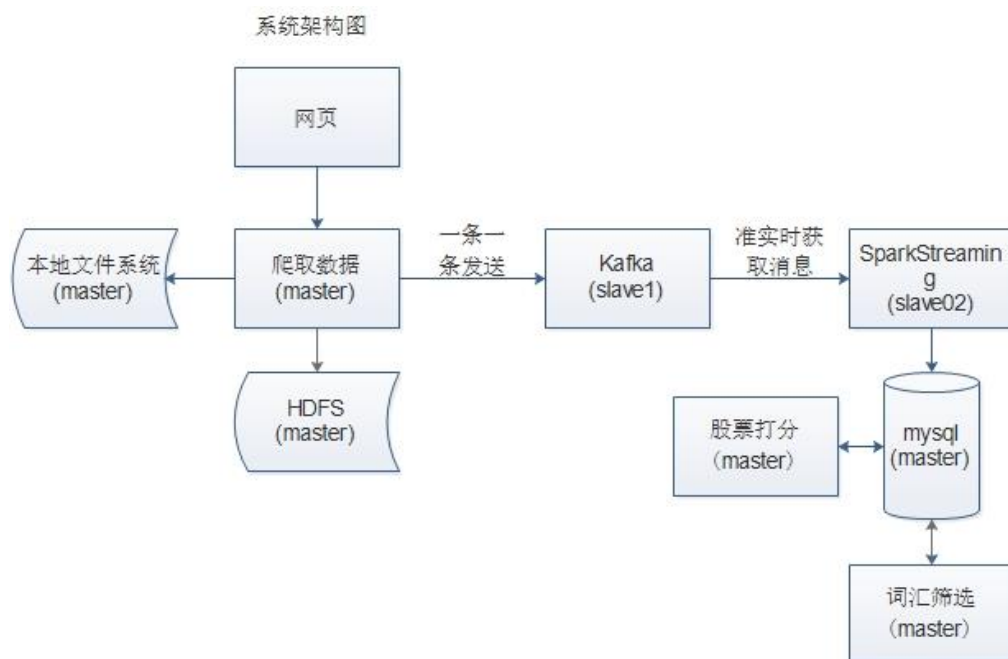 系统架构图
网页
本地文件系统
(master)
爬取数据
(master)
一条一
条发送
Kafka
(slave1)
准实时获
取消息
SparkStreamin
g
(slave02)
HDFS
(master)
股票打分
（master）
mysql
(master)
词汇筛选
（master）